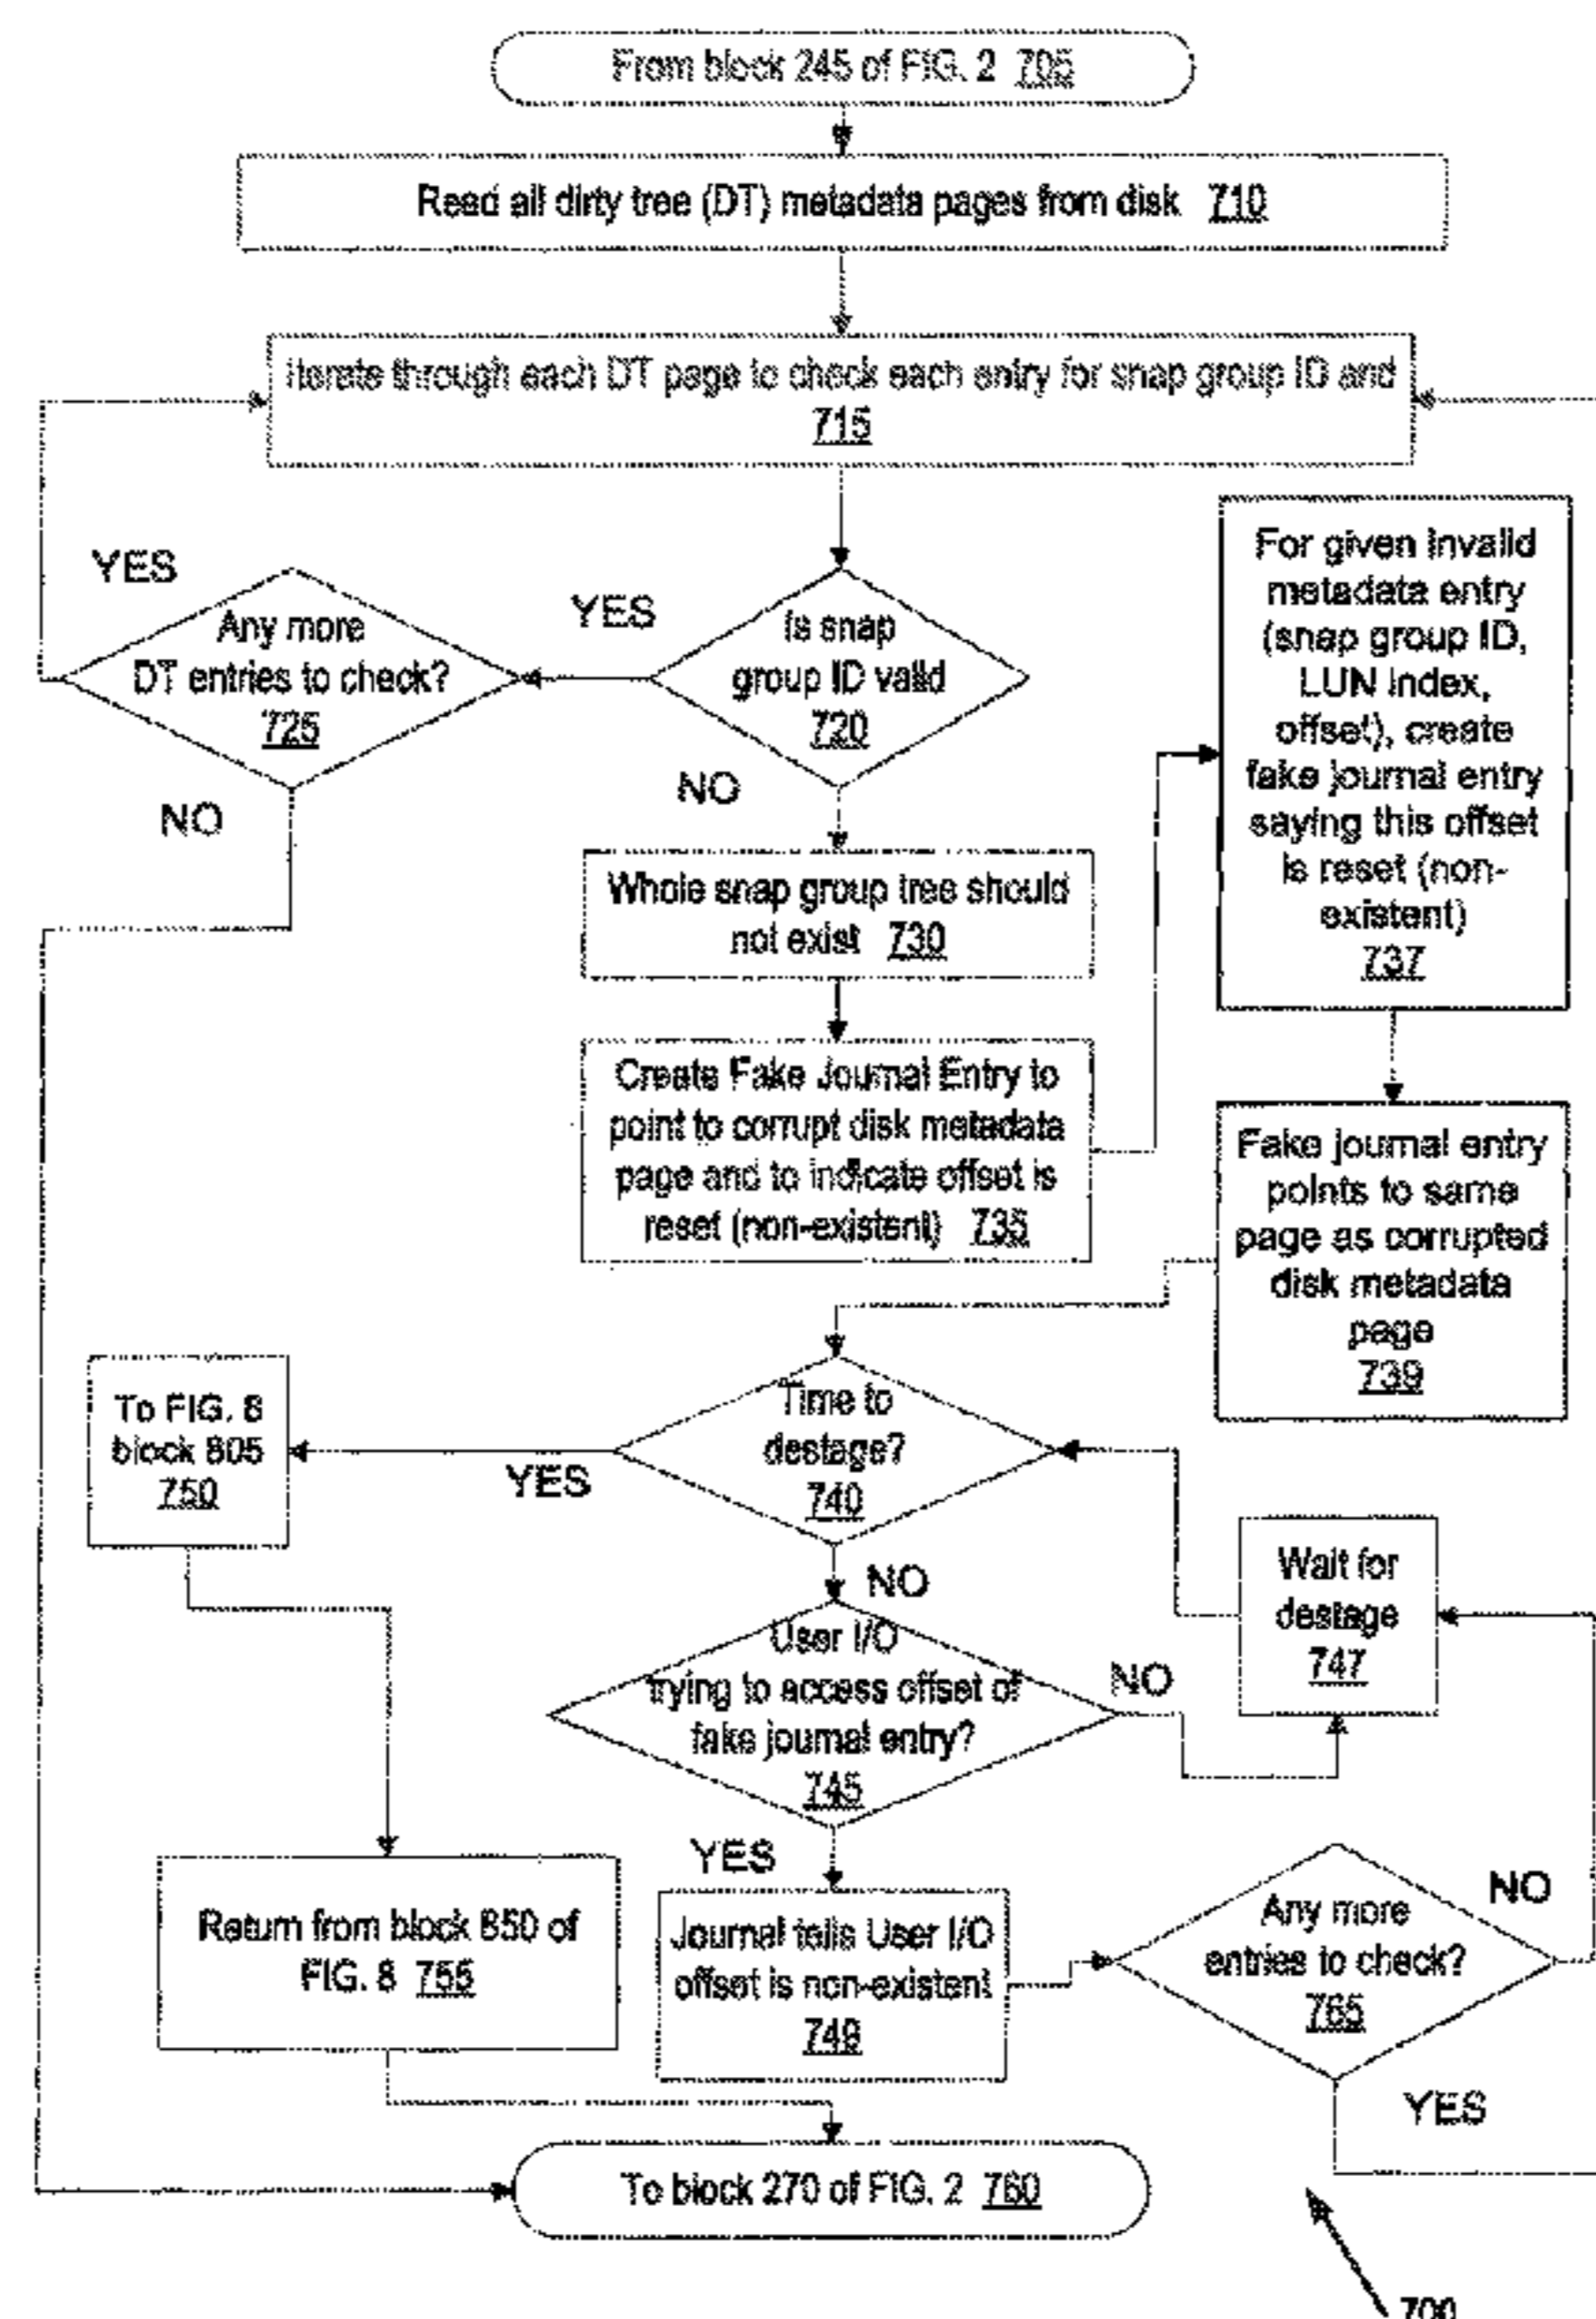 From block 245 of FIG. 2 705
Read all dirty tree (DT) metadata pages from disk 710
Iterate through each DT page to check each entry for snap group ID and
715
YES
Any more
DT entries to check?
725
NO
YES
Is snap
group ID valid
720
NO
Whole snap group tree should
not exist 730
Create Fake Journal Entry to
point to corrupt disk metadata
page and to indicate offset is
reset (non-existent) 735
For given invalid
metadata entry
(snap group ID,
LUN index,
offset), create
fake journal entry
saying this offset
is reset (non-
existent)
737
Fake journal entry
points to same
page as corrupted
disk metadata
page
739
Time to
destage?
740
YES
To FIG. 8
block 805
750
NO
User I/O
trying to access offset of
fake journal entry?
745
NO
Wait for
destage
747
YES
Journal tells User I/O
offset is non-existent
749
Return from block 850 of
FIG. 8 755
Any more
entries to check?
765
NO
YES
To block 270 of FIG. 2 760
700